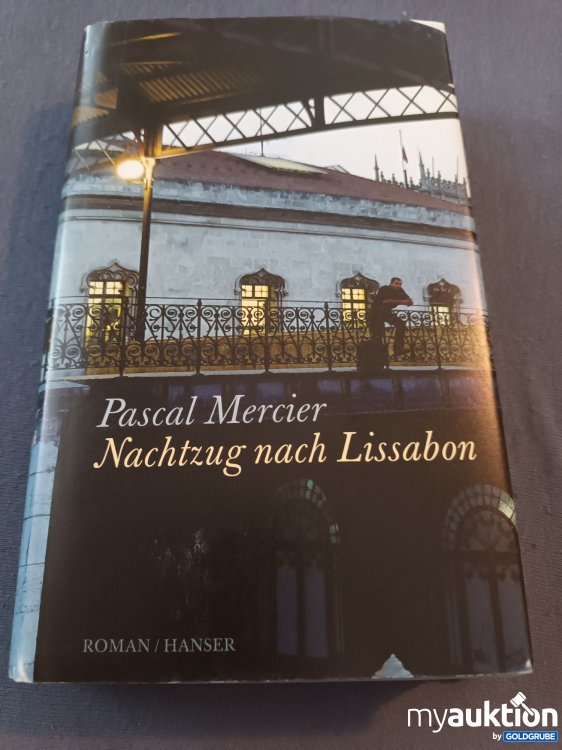 Pascal Mercier
Nachtzug nach Lissabon
ROMAN / HANSER
myauktion
by GOLDGRUBE